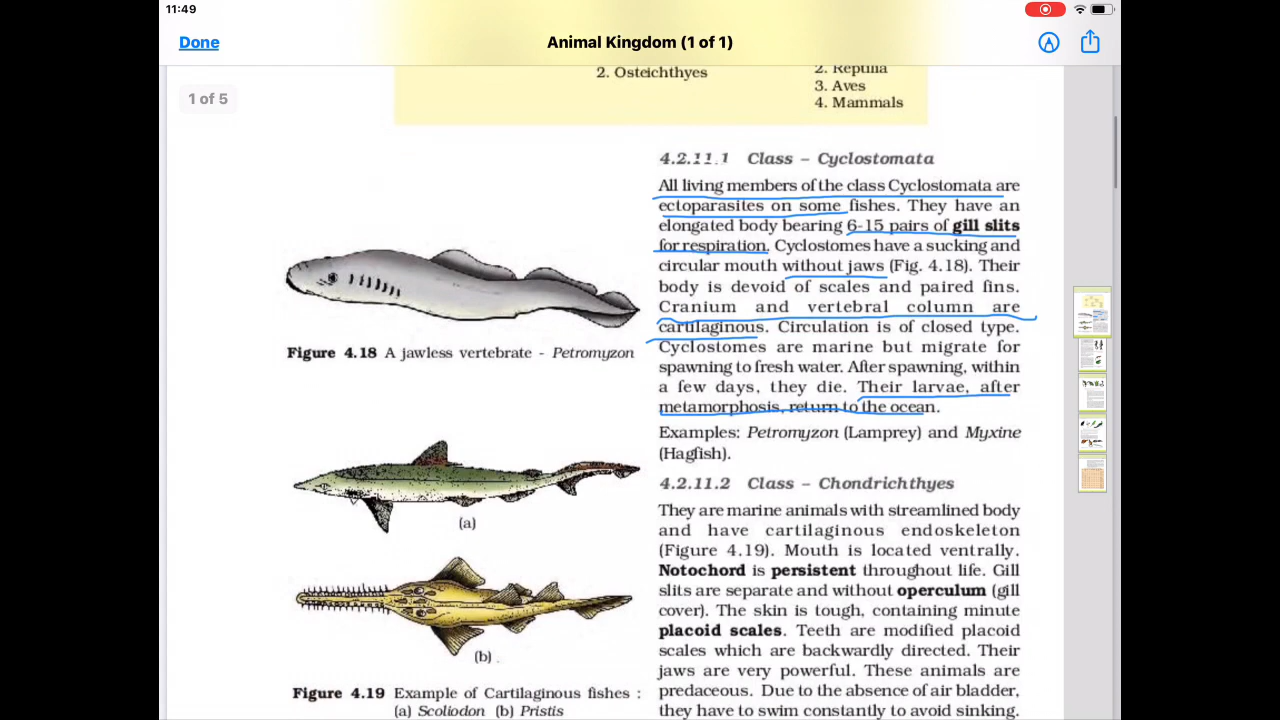 11:49
Done
Animal Kingdom (1 of 1)
1 of 5
2. Osteichthyes
2. Reptilia
3. Aves
4. Mammals
4.2.11.1 Class – Cyclostomata
All living members of the class Cyclostomata are
ectoparasites on some fishes. They have an
elongated body bearing 6-15 pairs of gill slits
for respiration. Cyclostomes have a sucking and
circular mouth without jaws (Fig. 4.18). Their
body is devoid of scales and paired fins.
Cranium and vertebral column are
cartilaginous. Circulation is of closed type.
Cyclostomes are marine but migrate for
spawning to fresh water. After spawning, within
a few days, they die. Their larvae, after
metamorphosis, return to the ocean.
Examples: Petromyzon (Lamprey) and Myxine
(Hagfish).
Figure 4.18 A jawless vertebrate - Petromyzon
4.2.11.2 Class – Chondrichthyes
They are marine animals with streamlined body
and have cartilaginous endoskeleton
(Figure 4.19). Mouth is located ventrally.
Notochord is persistent throughout life. Gill
slits are separate and without operculum (gill
cover). The skin is tough, containing minute
placoid scales. Teeth are modified placoid
scales which are backwardly directed. Their
jaws are very powerful. These animals are
predaceous. Due to the absence of air bladder,
they have to swim constantly to avoid sinking.
(a)
(b) .
Figure 4.19 Example of Cartilaginous fishes :
(a) Scoliodon (b) Pristis